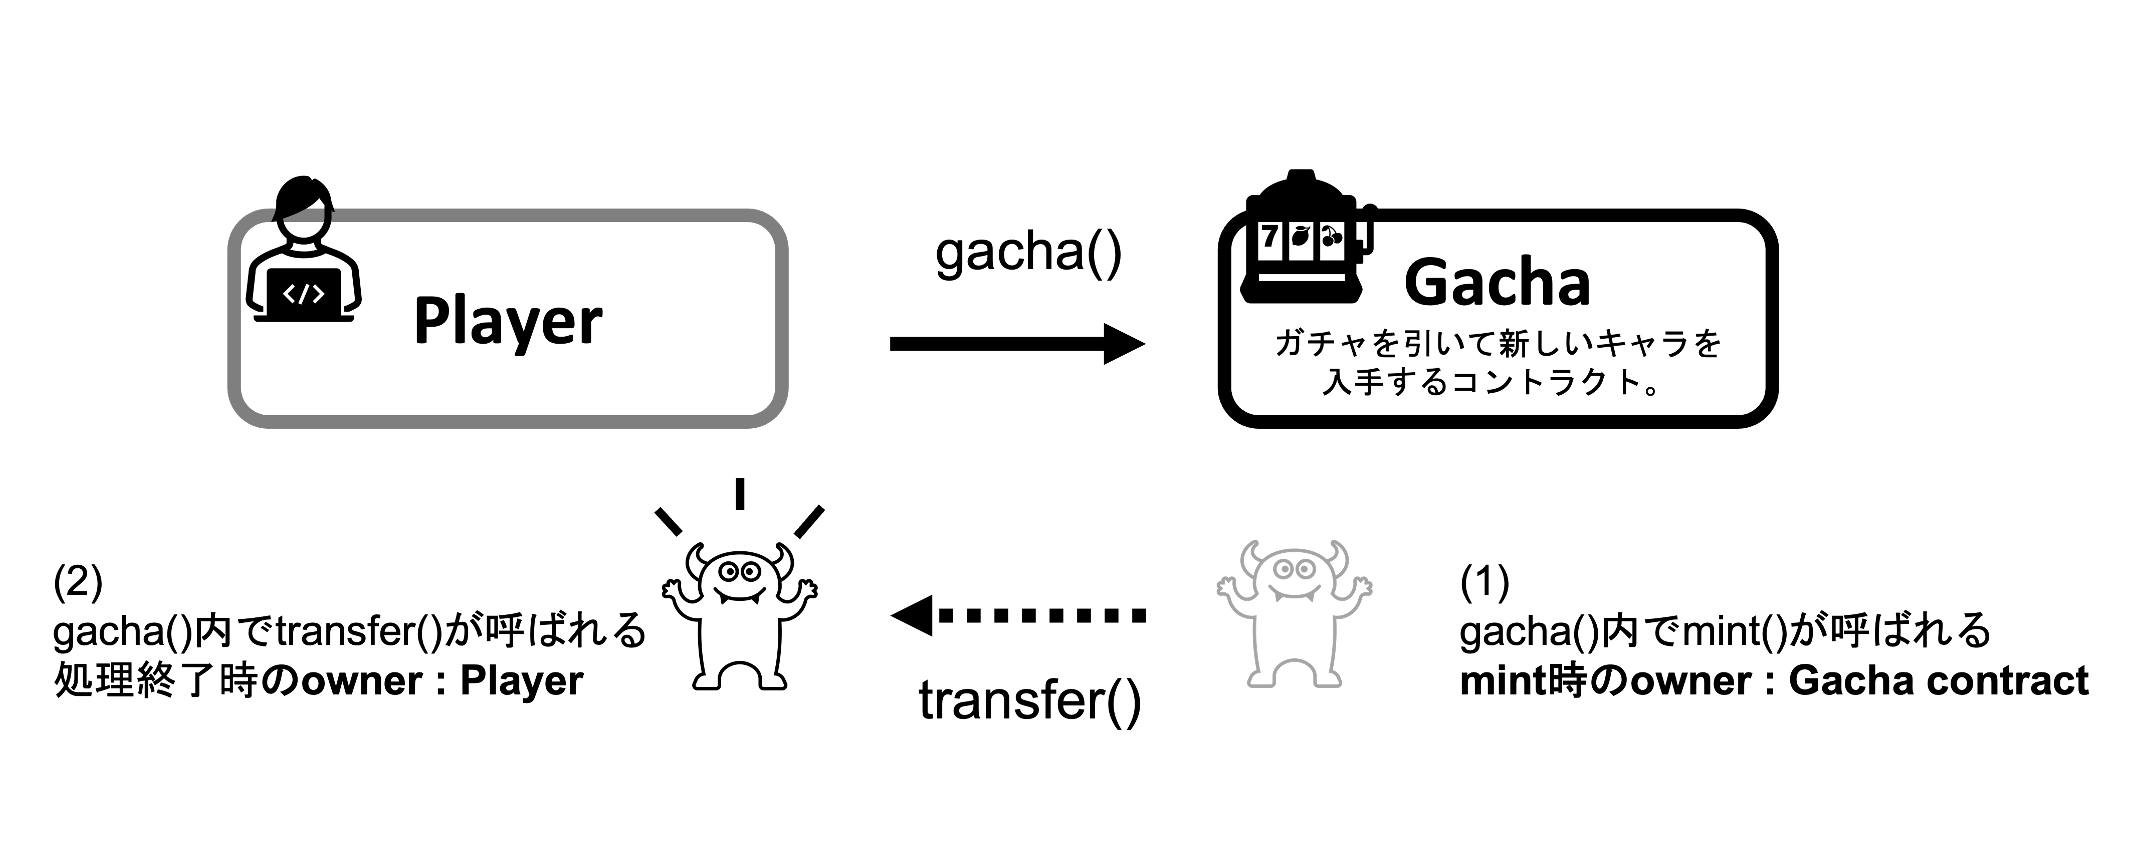 Player
</>
gacha()
7
Gacha
ガチャを引いて新しいキャラを
入手するコントラクト。
(2)
gacha()内でtransfer()が呼ばれる
処理終了時のowner : Player
transfer()
(1)
gacha()内でmint()が呼ばれる
mint時のowner : Gacha contract